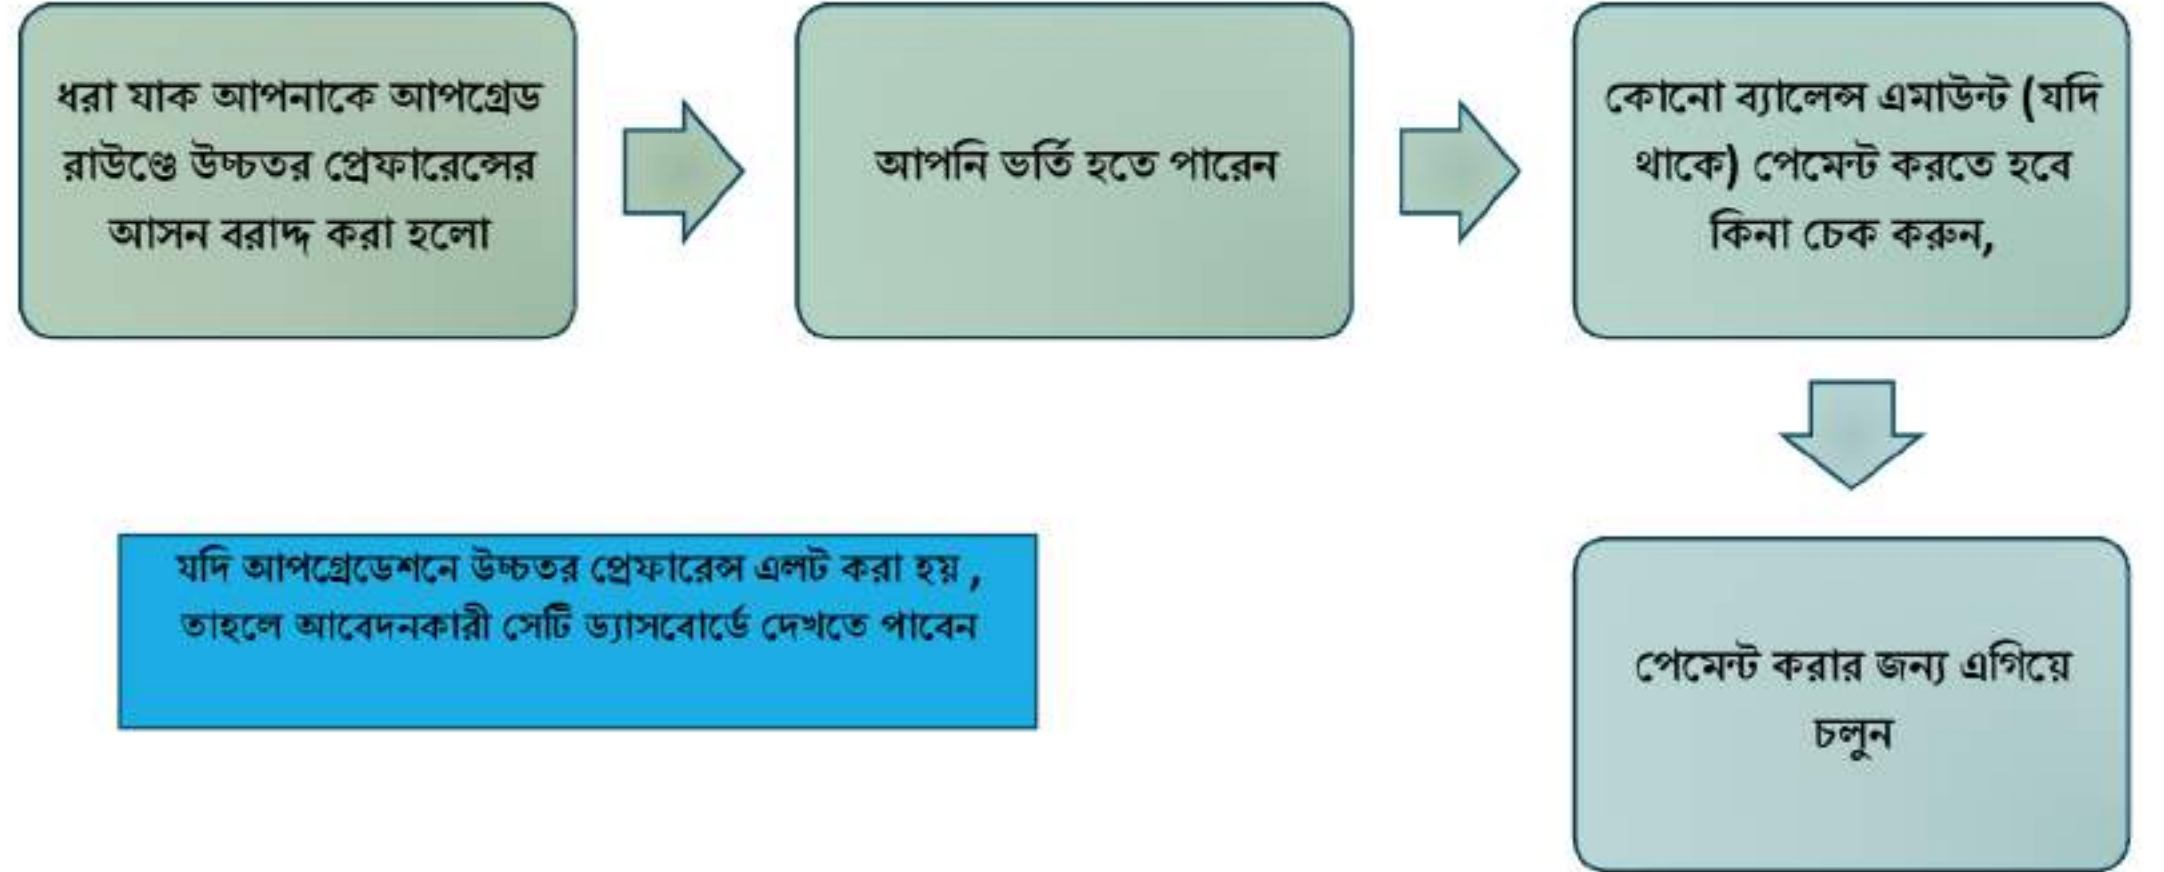 ধরা যাক আপনাকে আপগ্রেড
রাউণ্ডে উচ্চতর প্রেফারেন্সের
আসন বরাদ্দ করা হলো
আপনি ভর্তি হতে পারেন
কোনো ব্যালেন্স এমাউন্ট (যদি
থাকে) পেমেন্ট করতে হবে
কিনা চেক করুন,
পেমেন্ট করার জন্য এগিয়ে
চলুন
যদি আপগ্রেডেশনে উচ্চতর প্রেফারেন্স এলট করা হয় ,
তাহলে আবেদনকারী সেটি ড্যাসবোর্ডে দেখতে পাবেন